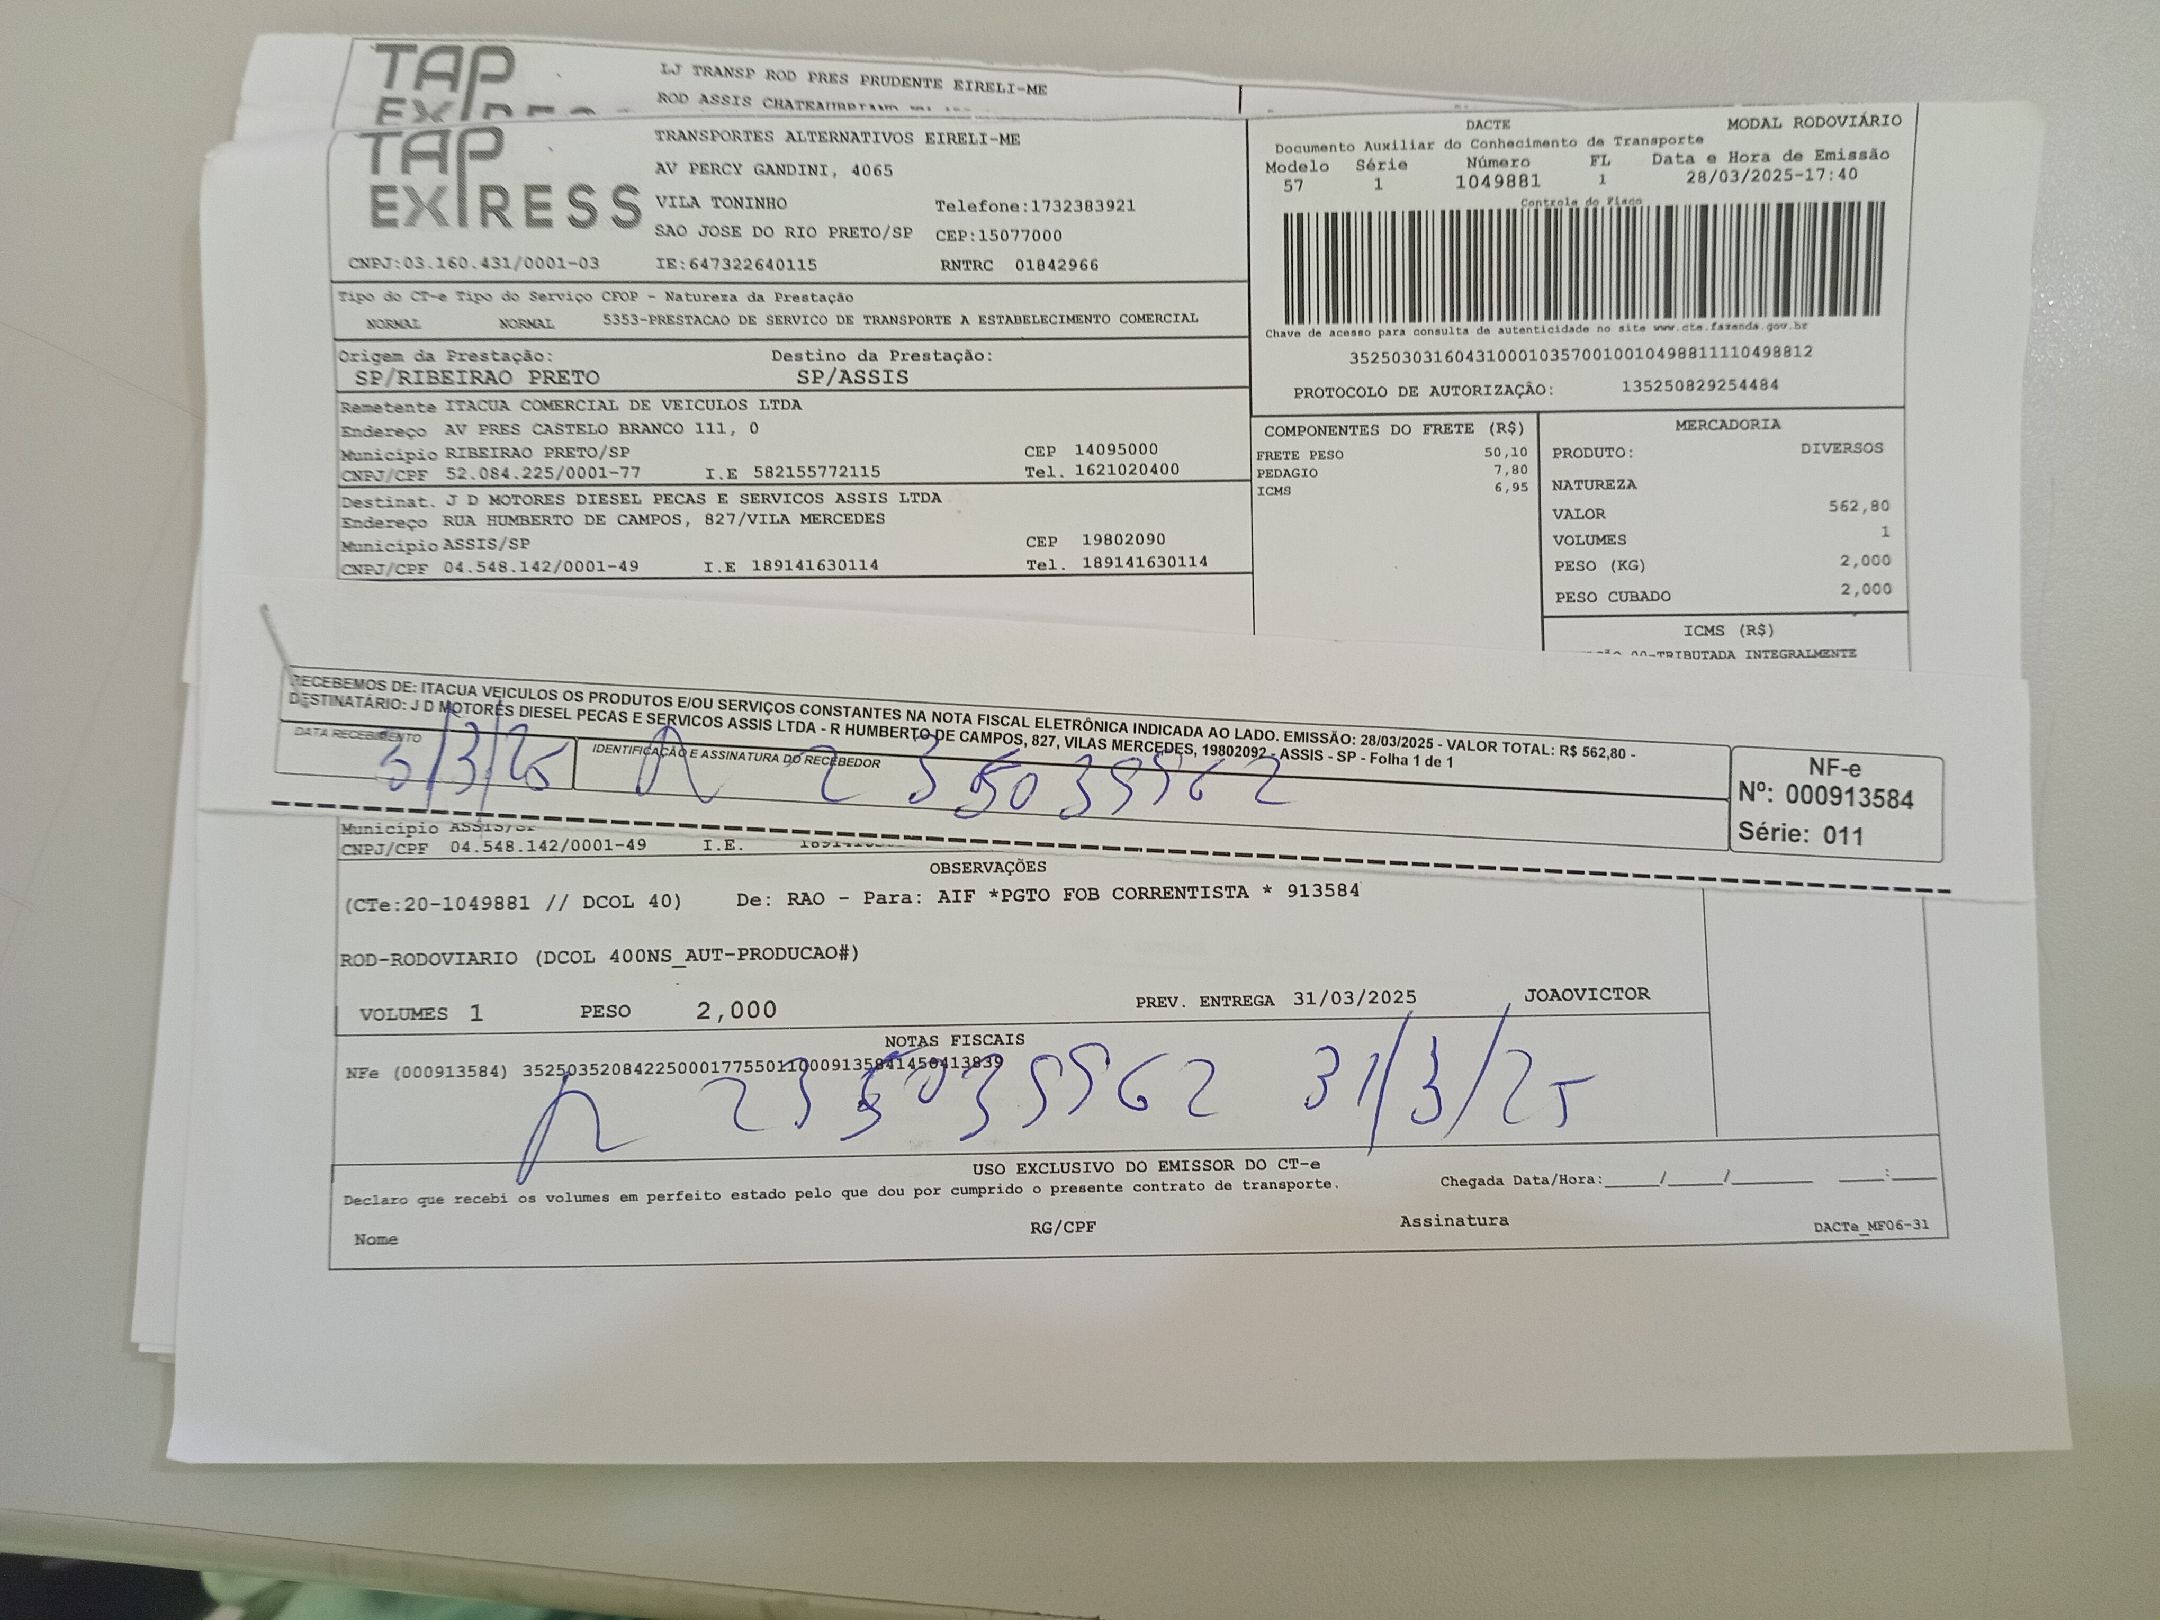 TAP
LJ TRANSP ROD PRES PRUDENTE EIRELI-ME
ROD ASSIS
TAP
EXPRESS
TRANSPORTES ALTERNATIVOS EIRELI-ME
AV PERCY GANDINI, 4065
VILA TONINHO Telefone:1732383921
SAO JOSE DO RIO PRETO/SP CEP:15077000
CNPJ:03.160.431/0001-03 IE:647322640115 RNTRC 01842966
DACTE MODAL RODOVIÁRIO
Documento Auxiliar do Conhecimento de Transporte
Modelo Série Número FL Data e Hora de Emissão
57 1 1049881 1 28/03/2025-17:40
Controle do Fisco
Chave de acesso para consulta de autenticidade no site www.cte.fazenda.gov.br
35250303160431000103570010010498811110498812
PROTOCOLO DE AUTORIZAÇÃO: 135250829254484
Tipo do CT-e Tipo do Serviço CFOP - Natureza da Prestação
NORMAL NORMAL 5353-PRESTACAO DE SERVICO DE TRANSPORTE A ESTABELECIMENTO COMERCIAL
Origem da Prestação: Destino da Prestação:
SP/RIBEIRAO PRETO SP/ASSIS
Remetente ITACUA COMERCIAL DE VEICULOS LTDA
Endereço AV PRES CASTELO BRANCO 111, 0
Município RIBEIRAO PRETO/SP CEP 14095000
CNPJ/CPF 52.084.225/0001-77 I.E 582155772115 Tel. 1621020400
Destinat. J D MOTORES DIESEL PECAS E SERVICOS ASSIS LTDA
Endereço RUA HUMBERTO DE CAMPOS, 827/VILA MERCEDES
Município ASSIS/SP CEP 19802090
CNPJ/CPF 04.548.142/0001-49 I.E 189141630114 Tel. 189141630114
COMPONENTES DO FRETE (R$)
FRETE PESO 50,10
PEDAGIO 7,80
ICMS 6,95
MERCADORIA
PRODUTO: DIVERSOS
NATUREZA
VALOR 562,80
VOLUMES 1
PESO (KG) 2,000
PESO CUBADO 2,000
ICMS (R$)
00-TRIBUTADA INTEGRALMENTE
RECEBEMOS DE: ITACUA VEICULOS OS PRODUTOS E/OU SERVIÇOS CONSTANTES NA NOTA FISCAL ELETRÔNICA INDICADA AO LADO. EMISSÃO: 28/03/2025 - VALOR TOTAL: R$ 562,80 -
DESTINATÁRIO: J D MOTORES DIESEL PECAS E SERVICOS ASSIS LTDA - R HUMBERTO DE CAMPOS, 827, VILAS MERCEDES, 19802092 - ASSIS - SP - Folha 1 de 1
DATA RECEBIMENTO IDENTIFICAÇÃO E ASSINATURA DO RECEBEDOR
NF-e
Nº: 000913584
Série: 011
Município ASSIS/SP
CNPJ/CPF 04.548.142/0001-49 I.E.
OBSERVAÇÕES
(CTe:20-1049881 // DCOL 40) De: RAO - Para: AIF *PGTO FOB CORRENTISTA * 913584
ROD-RODOVIARIO (DCOL 400NS_AUT-PRODUCAO#)
VOLUMES 1 PESO 2,000 PREV. ENTREGA 31/03/2025 JOAOVICTOR
NOTAS FISCAIS
NFe (000913584)
31/3/25
USO EXCLUSIVO DO EMISSOR DO CT-e
Declaro que recebi os volumes em perfeito estado pelo que dou por cumprido o presente contrato de transporte. Chegada Data/Hora:____/____/______ ___:___
Nome RG/CPF Assinatura DACTe_MF06-31